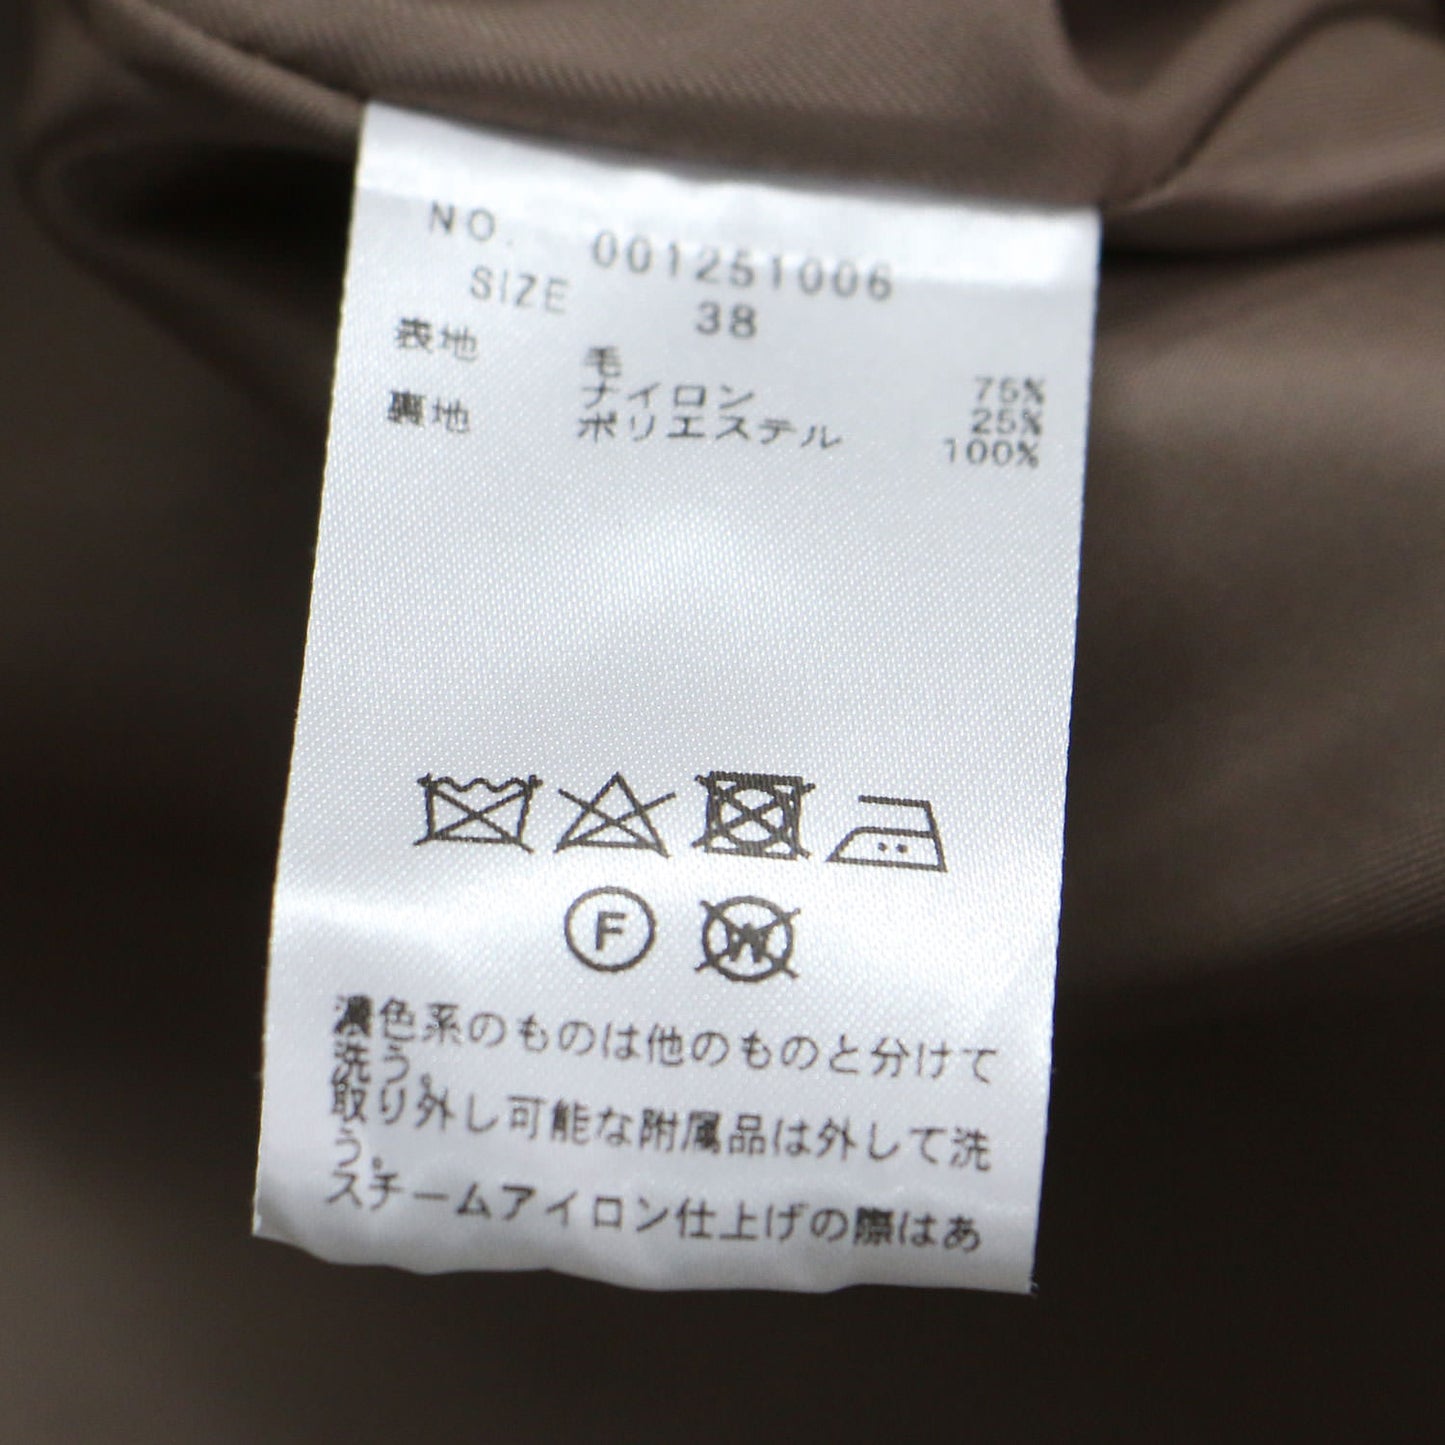 NO. 001251006
SIZE 38
表地 毛 75%
ナイロン 25%
裏地 ポリエステル 100%
F
W
濃色系のものは他のものと分けて
洗う。
取り外し可能な附属品は外して洗
う。
スチームアイロン仕上げの際はあ